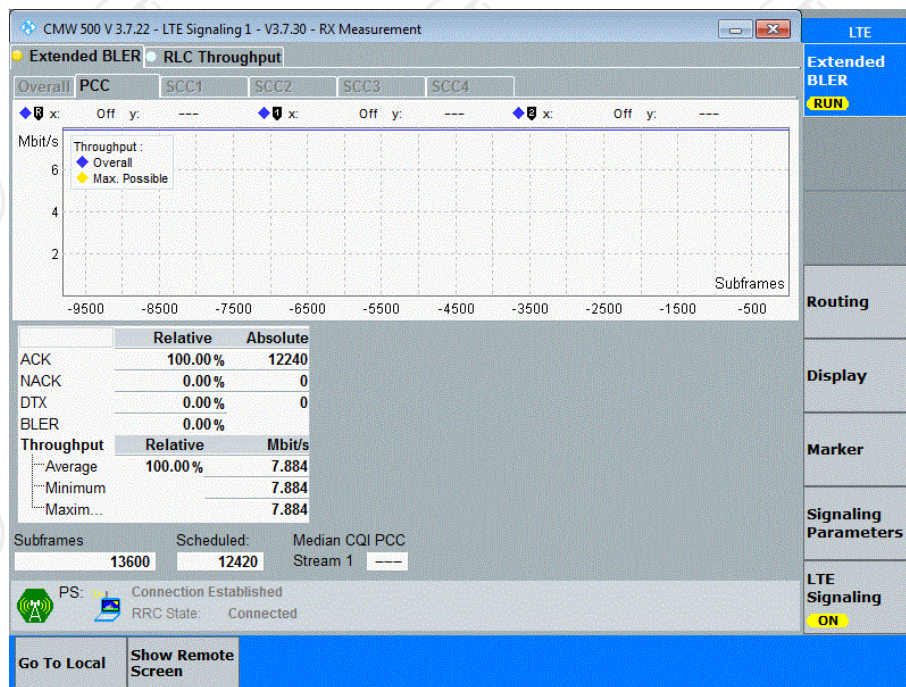 CMW 500 V 3.7.22 - LTE Signaling 1 - V3.7.30 - RX Measurement
LTE
Extended BLER RLC Throughput
Extended BLER
RUN
Overall PCC SCC1 SCC2 SCC3 SCC4
R x: Off y: --- 1 x: Off y: --- 2 x: Off y: ---
Mbit/s
Throughput :
Overall
Max. Possible
6
4
2
Subframes
-9500 -8500 -7500 -6500 -5500 -4500 -3500 -2500 -1500 -500
Routing
Relative Absolute
ACK 100.00 % 12240
NACK 0.00 % 0
DTX 0.00 % 0
BLER 0.00 %
Display
Throughput Relative Mbit/s
Average 100.00 % 7.884
Minimum 7.884
Maxim... 7.884
Marker
Subframes Scheduled: Median CQI PCC
13600 12420 Stream 1 ---
Signaling
Parameters
PS: Connection Established
RRC State: Connected
LTE
Signaling
ON
Go To Local
Show Remote
Screen